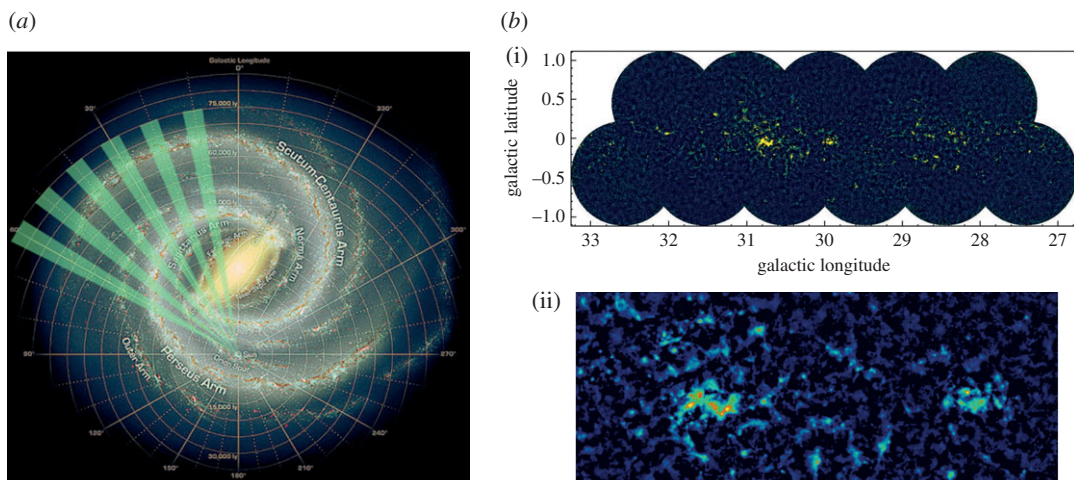 (a)
Galactic Longitude
0°
30°
330°
75,000 ly
60,000 ly
Scutum-Centaurus Arm
60°
300°
Norma Arm
Outer Arm
Perseus Arm
Sun
90°
270°
15,000 ly
120°
240°
30,000 ly
150°
210°
180°
(b)
(i)
galactic latitude
1.0
0.5
0
–0.5
–1.0
33 32 31 30 29 28 27
galactic longitude
(ii)